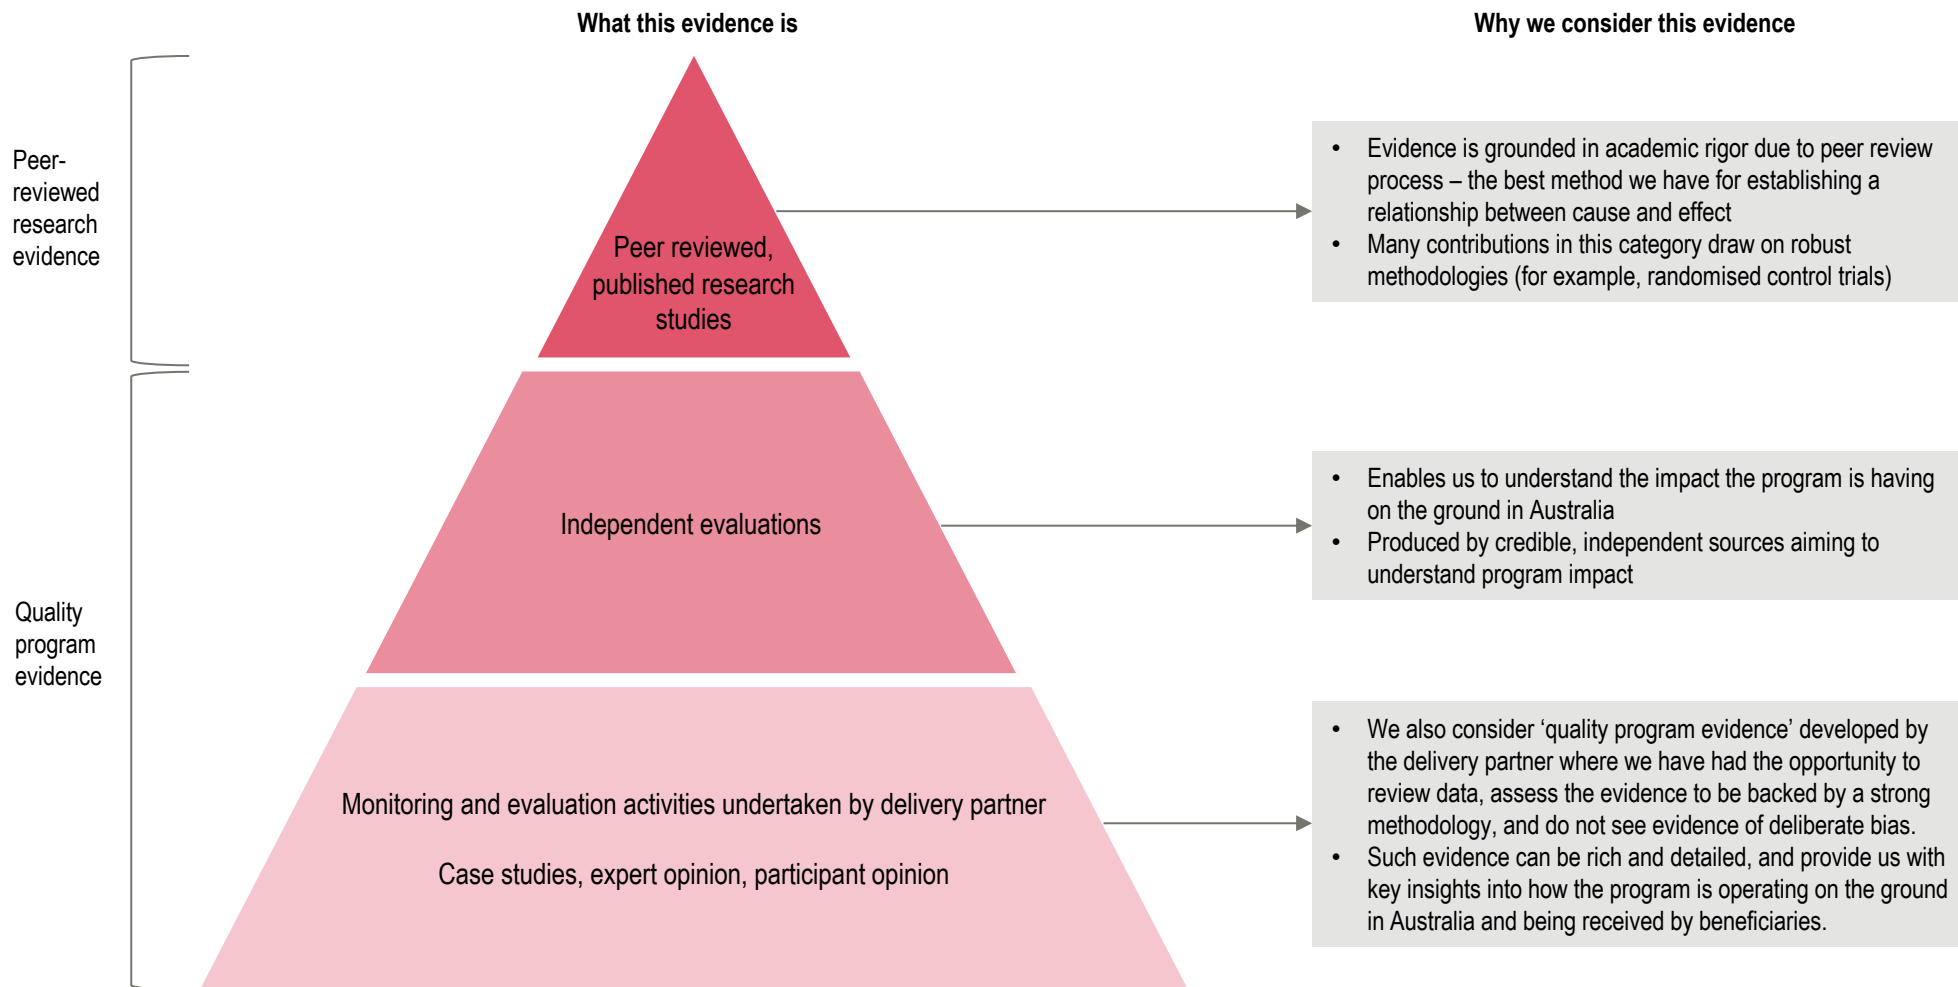 What this evidence is
Why we consider this evidence
Peer-
reviewed
research
evidence
Peer reviewed,
published research
studies
• Evidence is grounded in academic rigor due to peer review
process – the best method we have for establishing a
relationship between cause and effect
• Many contributions in this category draw on robust
methodologies (for example, randomised control trials)
Quality
program
evidence
Independent evaluations
• Enables us to understand the impact the program is having
on the ground in Australia
• Produced by credible, independent sources aiming to
understand program impact
Monitoring and evaluation activities undertaken by delivery partner
Case studies, expert opinion, participant opinion
• We also consider ‘quality program evidence’ developed by
the delivery partner where we have had the opportunity to
review data, assess the evidence to be backed by a strong
methodology, and do not see evidence of deliberate bias.
• Such evidence can be rich and detailed, and provide us with
key insights into how the program is operating on the ground
in Australia and being received by beneficiaries.